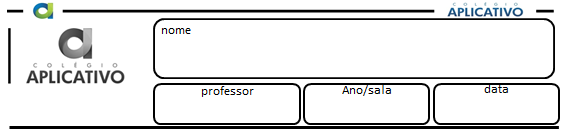 COLÉGIO
APLICATIVO
nome
COLÉGIO
APLICATIVO
professor
Ano/sala
data